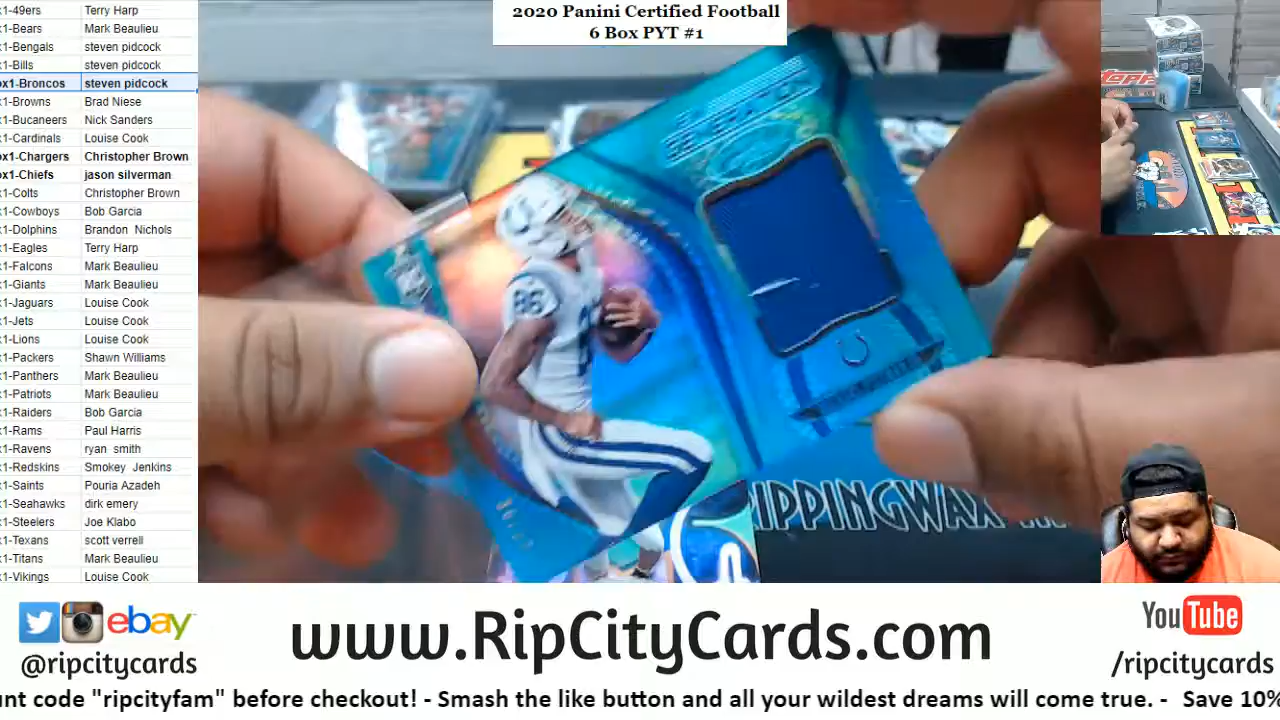 2020 Panini Certified Football
6 Box PYT #1
x1-49ers Terry Harp
x1-Bears Mark Beaulieu
x1-Bengals steven pidcock
x1-Bills steven pidcock
ox1-Broncos steven pidcock
x1-Browns Brad Niese
x1-Bucaneers Nick Sanders
x1-Cardinals Louise Cook
ox1-Chargers Christopher Brown
ox1-Chiefs jason silverman
x1-Colts Christopher Brown
x1-Cowboys Bob Garcia
x1-Dolphins Brandon Nichols
x1-Eagles Terry Harp
x1-Falcons Mark Beaulieu
x1-Giants Mark Beaulieu
x1-Jaguars Louise Cook
x1-Jets Louise Cook
x1-Lions Louise Cook
x1-Packers Shawn Williams
x1-Panthers Mark Beaulieu
x1-Patriots Mark Beaulieu
x1-Raiders Bob Garcia
x1-Rams Paul Harris
x1-Ravens ryan smith
x1-Redskins Smokey Jenkins
x1-Saints Pouria Azadeh
x1-Seahawks dirk emery
x1-Steelers Joe Klabo
x1-Texans scott verrell
x1-Titans Mark Beaulieu
x1-Vikings Louise Cook
86
RIPPINGWAX
ebay
@ripcitycards
www.RipCityCards.com
YouTube
/ripcitycards
nt code "ripcityfam" before checkout! - Smash the like button and all your wildest dreams will come true. - Save 10%